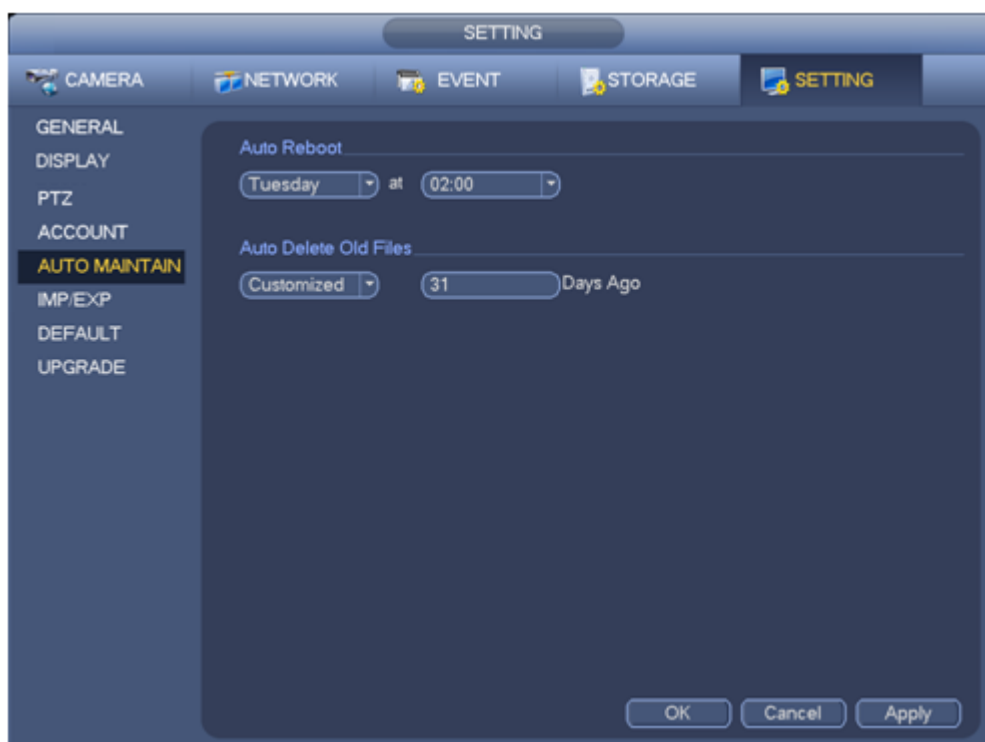 SETTING
CAMERA NETWORK EVENT STORAGE SETTING
GENERAL
DISPLAY
PTZ
ACCOUNT
AUTO MAINTAIN
IMP/EXP
DEFAULT
UPGRADE
Auto Reboot
Tuesday at 02:00
Auto Delete Old Files
Customized 31 Days Ago
OK Cancel Apply